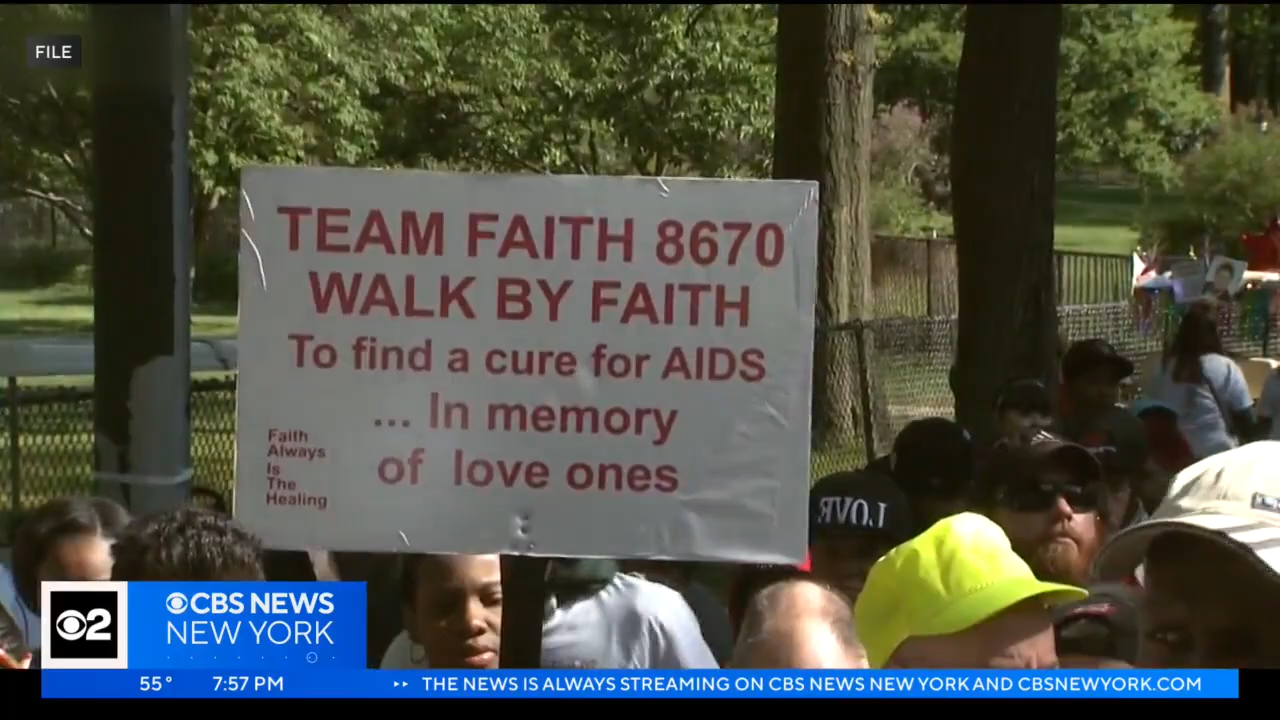 FILE
TEAM FAITH 8670
WALK BY FAITH
To find a cure for AIDS
... In memory
of love ones
Faith
Always
Is
The
Healing
LOVE
2
CBS NEWS
NEW YORK
55° 7:57 PM THE NEWS IS ALWAYS STREAMING ON CBS NEWS NEW YORK AND CBSNEWYORK.COM